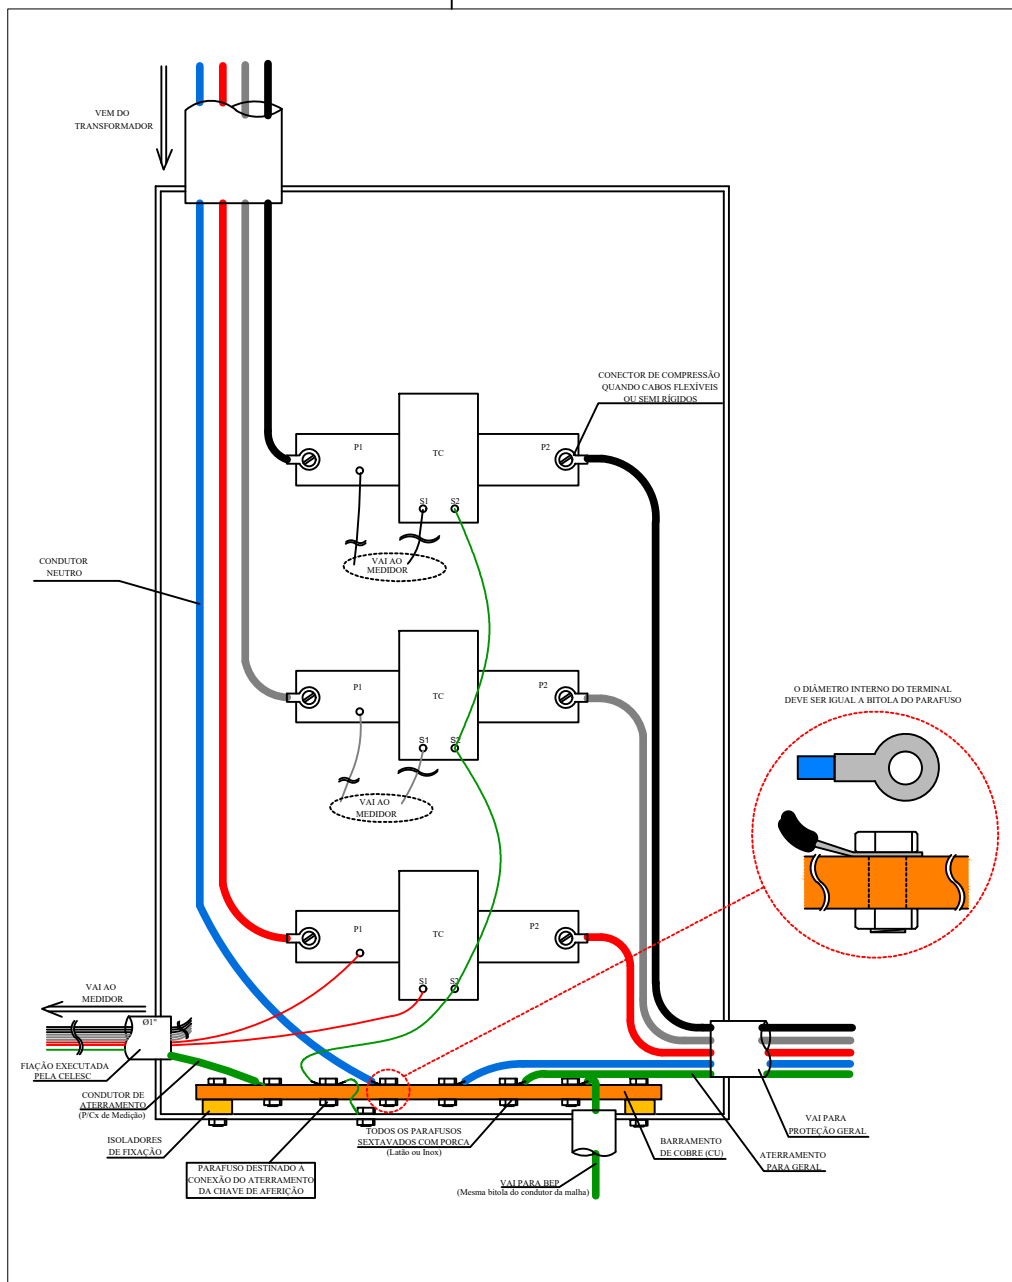 VEM DO
TRANSFORMADOR
CONECTOR DE COMPRESSÃO
QUANDO CABOS FLEXÍVEIS
OU SEMI RÍGIDOS
P1
TC
P2
S1
S2
VAI AO
MEDIDOR
CONDUTOR
NEUTRO
P1
TC
P2
S1
S2
VAI AO
MEDIDOR
O DIÂMETRO INTERNO DO TERMINAL
DEVE SER IGUAL A BITOLA DO PARAFUSO
P1
TC
P2
S1
S2
VAI AO
MEDIDOR
Ø1"
FIAÇÃO EXECUTADA
PELA CELESC
CONDUTOR DE
ATERRAMENTO
(P/Cx de Medição)
ISOLADORES
DE FIXAÇÃO
PARAFUSO DESTINADO A
CONEXÃO DO ATERRAMENTO
DA CHAVE DE AFERIÇÃO
TODOS OS PARAFUSOS
SEXTAVADOS COM PORCA
(Latão ou Inox)
VAI PARA BEP
(Mesma bitola do condutor da malha)
BARRAMENTO
DE COBRE (CU)
ATERRAMENTO
PARA GERAL
VAI PARA
PROTEÇÃO GERAL